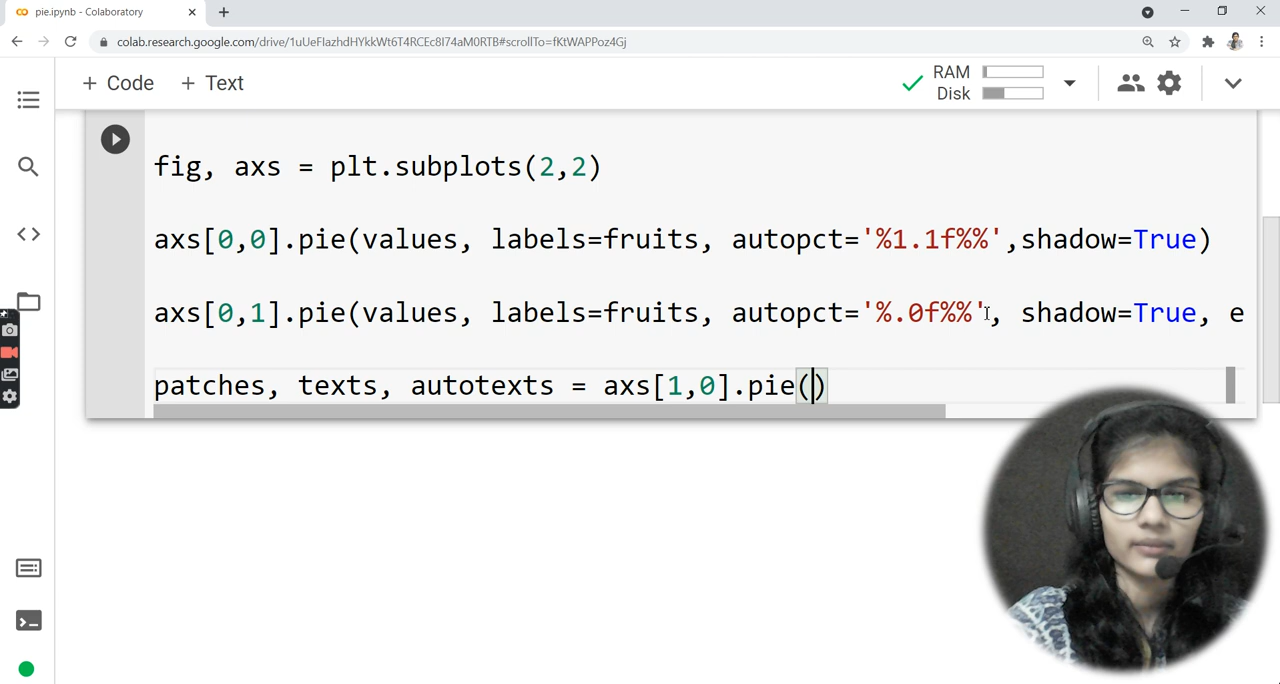 pie.ipynb - Colaboratory
colab.research.google.com/drive/1uUeFIazhdHYkkWt6T4RCEc8I74aM0RTB#scrollTo=fKtWAPPoz4Gj
+ Code + Text
RAM
Disk
fig, axs = plt.subplots(2,2)
axs[0,0].pie(values, labels=fruits, autopct='%1.1f%%',shadow=True)
axs[0,1].pie(values, labels=fruits, autopct='%.0f%%', shadow=True, e
patches, texts, autotexts = axs[1,0].pie()